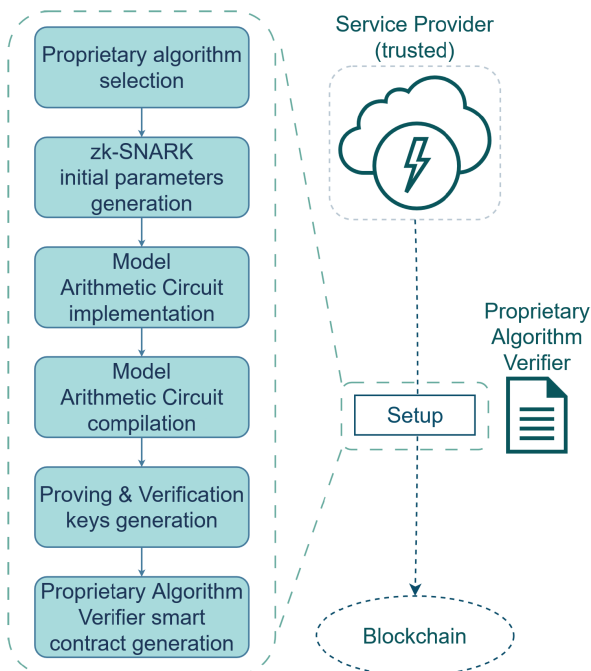 Proprietary algorithm
selection
zk-SNARK
initial parameters
generation
Model
Arithmetic Circuit
implementation
Model
Arithmetic Circuit
compilation
Proving & Verification
keys generation
Proprietary Algorithm
Verifier smart
contract generation
Service Provider
(trusted)
Proprietary
Algorithm
Verifier
Setup
Blockchain